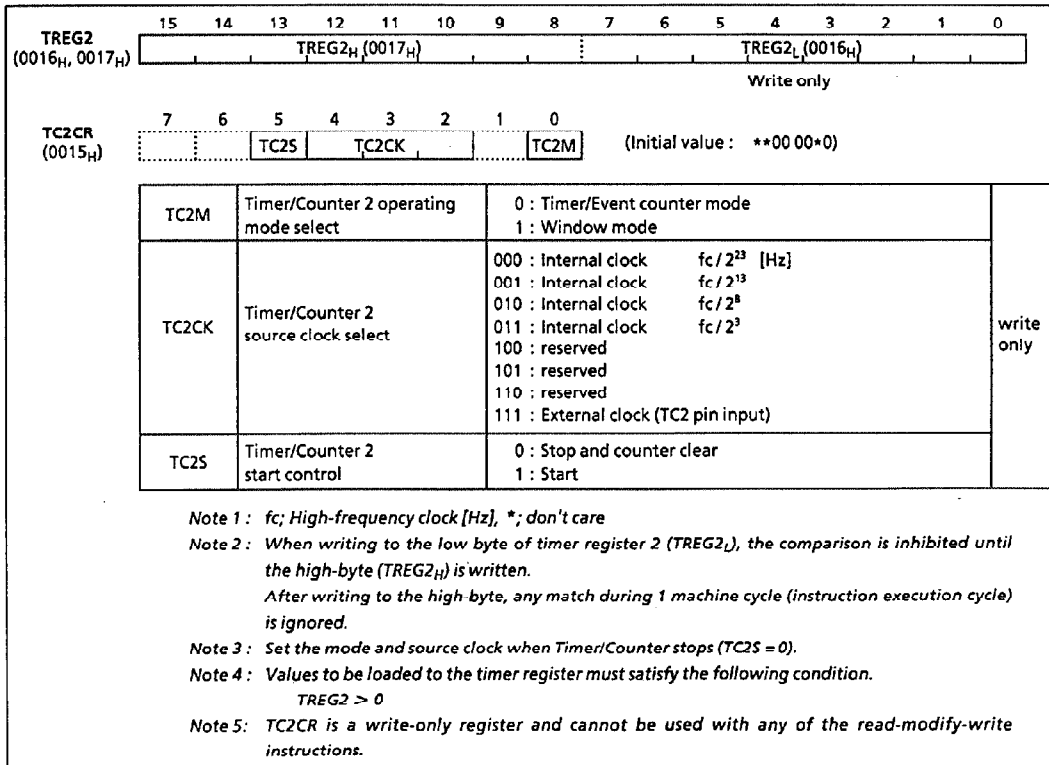 15 14 13 12 11 10 9 8 7 6 5 4 3 2 1 0
TREG2
(0016H, 0017H)
TREG2H (0017H) TREG2L (0016H)
Write only
7 6 5 4 3 2 1 0
TC2CR
(0015H)
TC2S TC2CK TC2M (Initial value : **00 00*0)
TC2M
Timer/Counter 2 operating
mode select
0 : Timer/Event counter mode
1 : Window mode
TC2CK
Timer/Counter 2
source clock select
000 : Internal clock fc / 2²³ [Hz]
001 : Internal clock fc / 2¹³
010 : Internal clock fc / 2⁸
011 : Internal clock fc / 2³
100 : reserved
101 : reserved
110 : reserved
111 : External clock (TC2 pin input)
TC2S
Timer/Counter 2
start control
0 : Stop and counter clear
1 : Start
write
only
Note 1 : fc; High-frequency clock [Hz], *; don't care
Note 2 : When writing to the low byte of timer register 2 (TREG2L), the comparison is inhibited until
the high-byte (TREG2H) is written.
After writing to the high-byte, any match during 1 machine cycle (instruction execution cycle)
is ignored.
Note 3 : Set the mode and source clock when Timer/Counter stops (TC2S = 0).
Note 4 : Values to be loaded to the timer register must satisfy the following condition.
TREG2 > 0
Note 5: TC2CR is a write-only register and cannot be used with any of the read-modify-write
instructions.